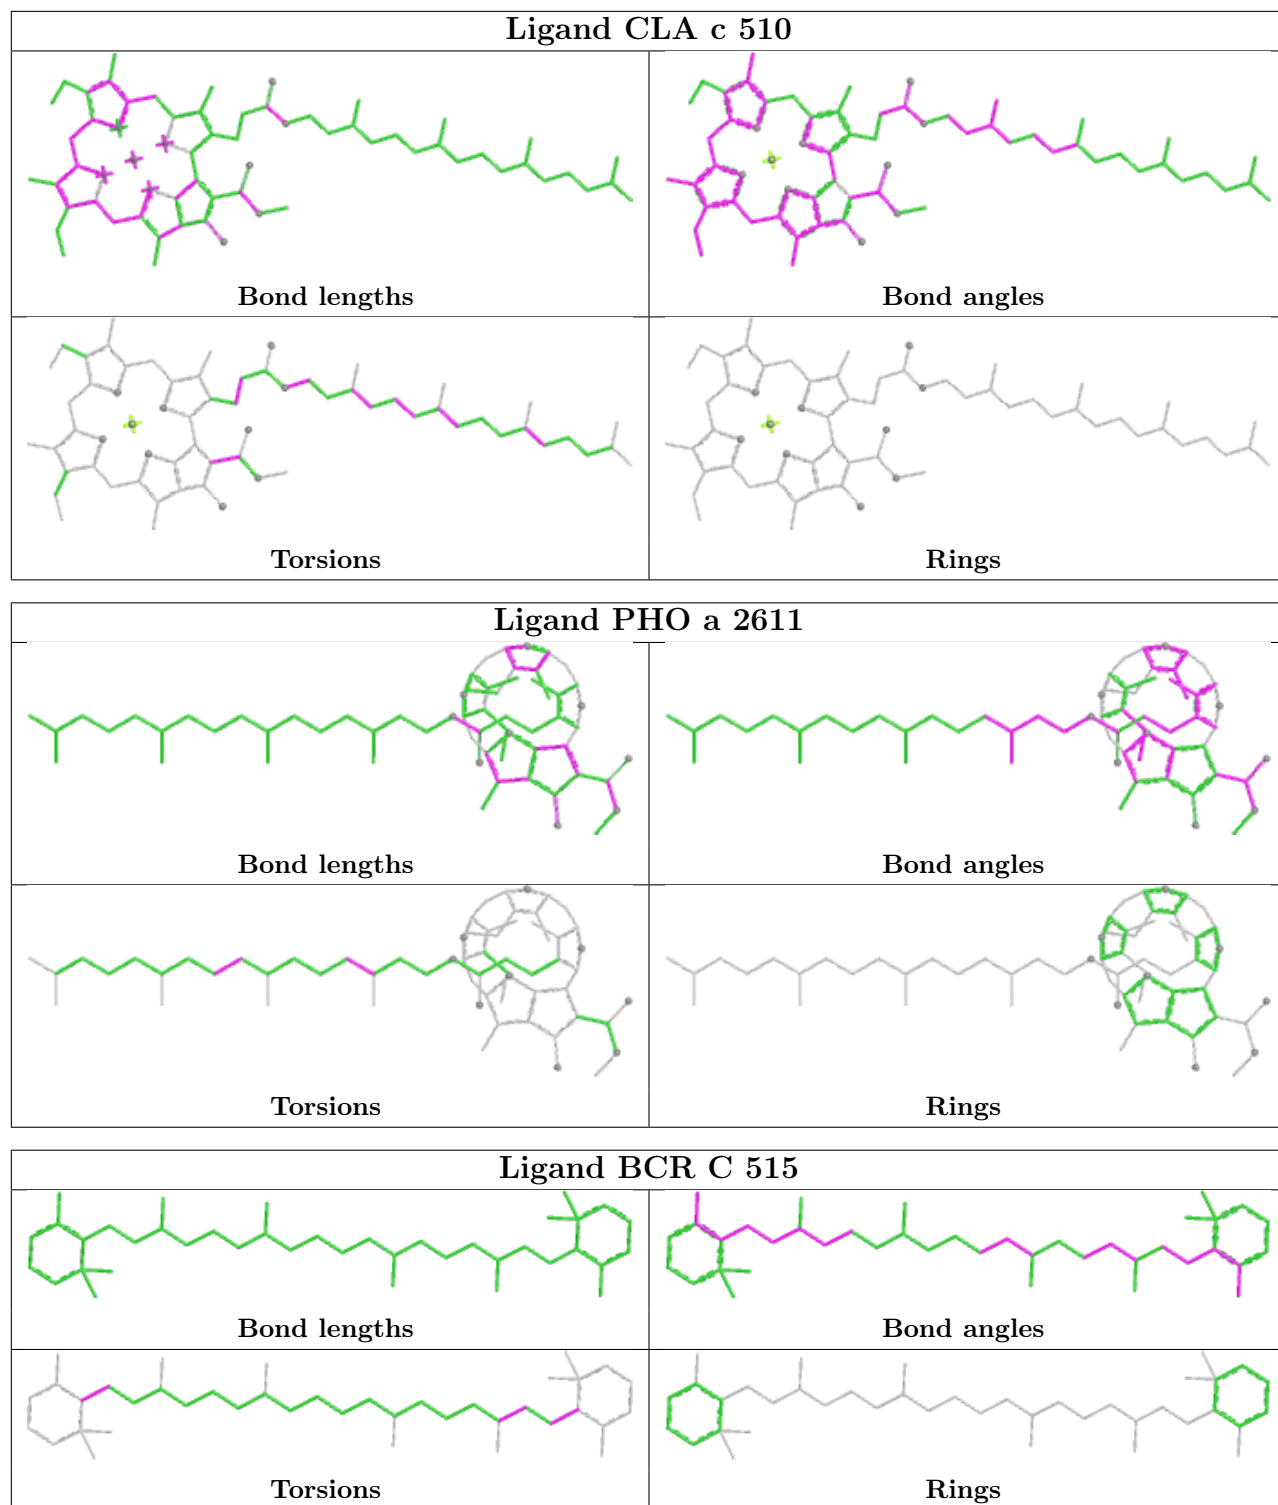 Ligand CLA c 510
Bond lengths
Bond angles
Torsions
Rings
Ligand PHO a 2611
Bond lengths
Bond angles
Torsions
Rings
Ligand BCR C 515
Bond lengths
Bond angles
Torsions
Rings